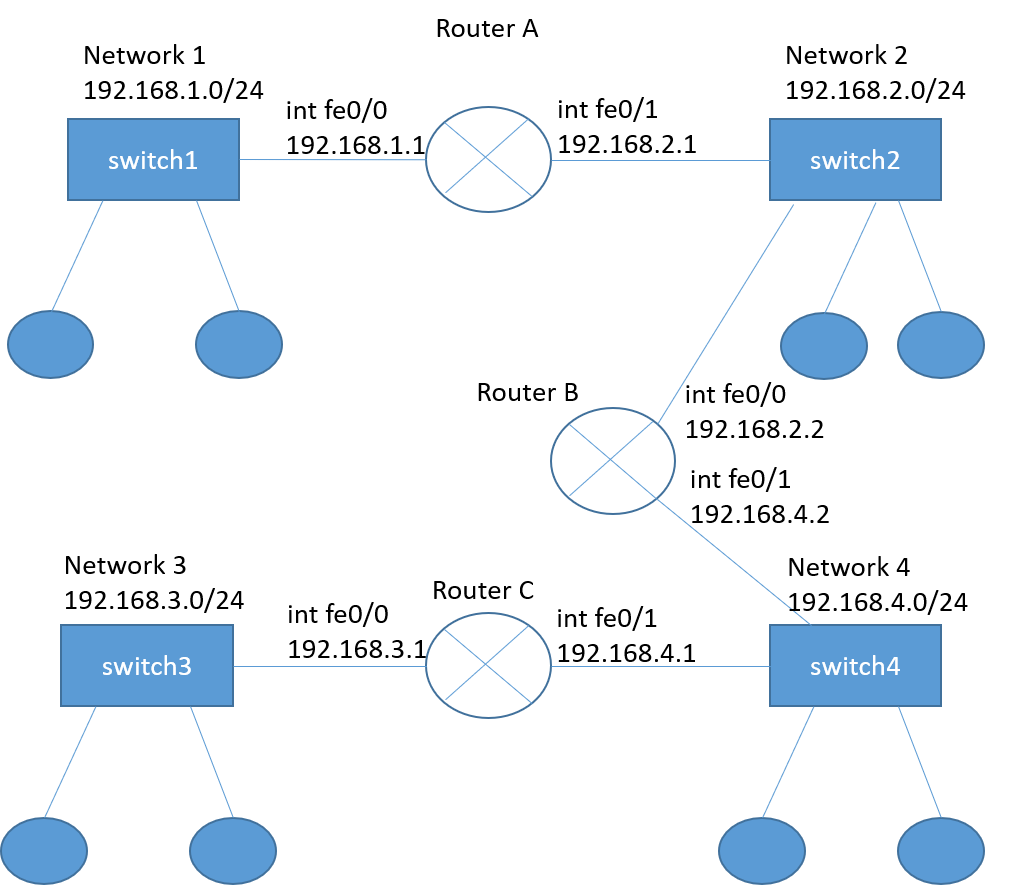 Router A
Network 1
192.168.1.0/24
int fe0/0
192.168.1.1
int fe0/1
192.168.2.1
Network 2
192.168.2.0/24
switch1
switch2
Router B
int fe0/0
192.168.2.2
int fe0/1
192.168.4.2
Network 3
192.168.3.0/24
Router C
int fe0/0
192.168.3.1
int fe0/1
192.168.4.1
Network 4
192.168.4.0/24
switch3
switch4